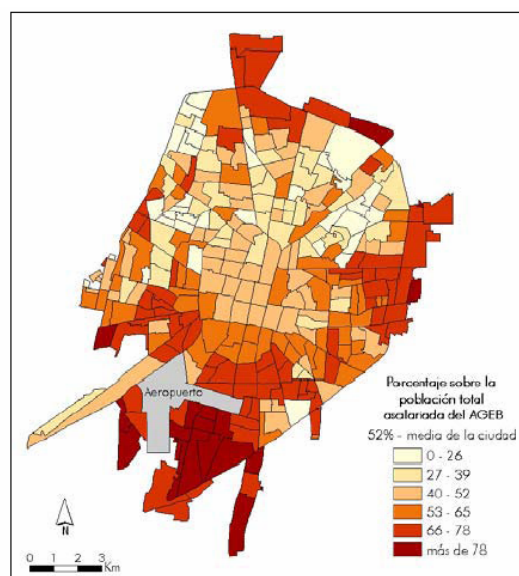 Aeropuerto
Porcentaje sobre la
población total
asalariada del AGEB
52% - media de la ciudad
0 - 26
27 - 39
40 - 52
53 - 65
66 - 78
más de 78
N
0 1 2 3
Km